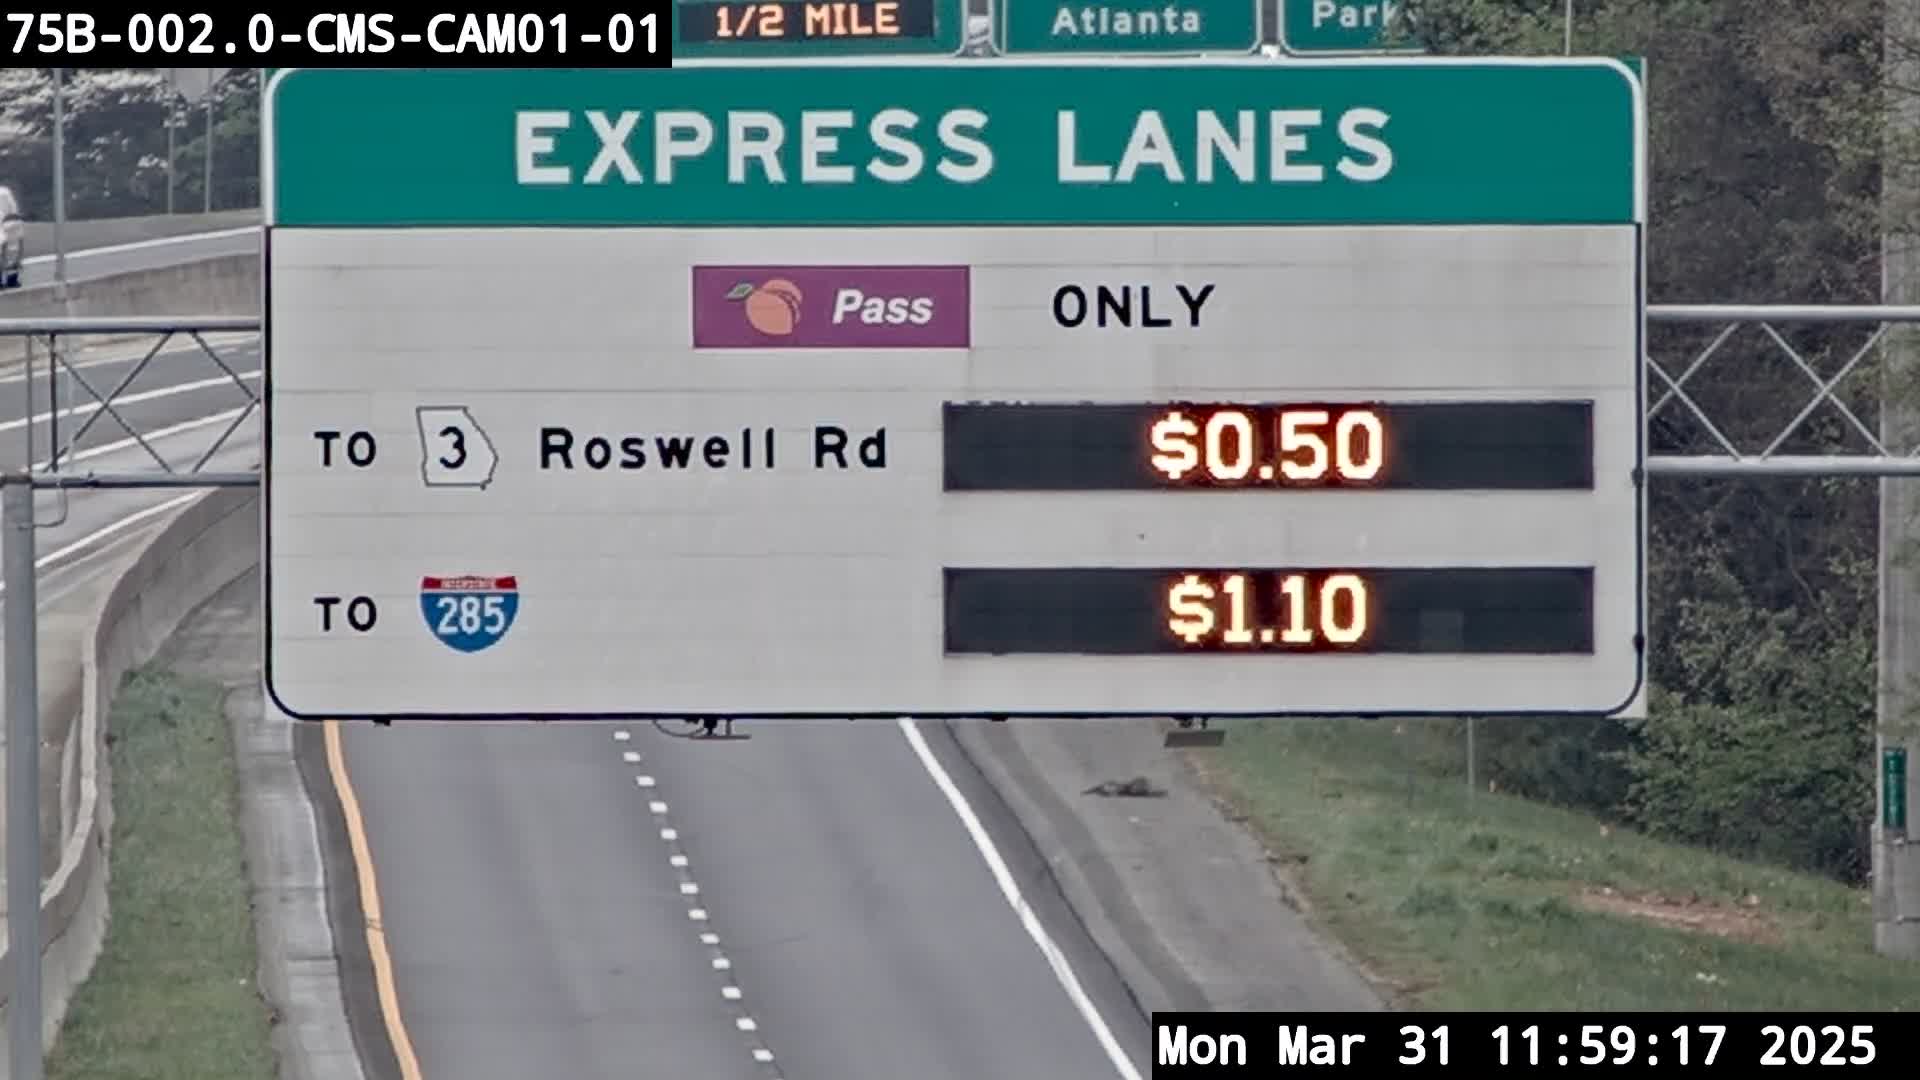 75B-002.0-CMS-CAM01-01
1/2 MILE
Atlanta
EXPRESS LANES
Pass ONLY
TO 3 Roswell Rd $0.50
TO INTERSTATE 285 $1.10
Mon Mar 31 11:59:17 2025